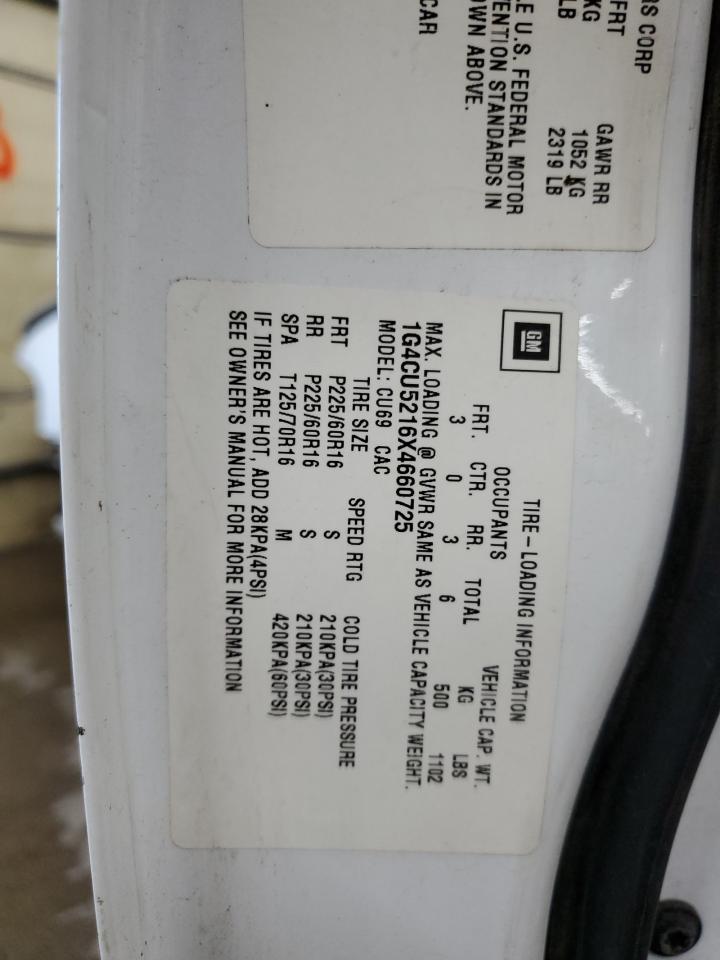 RS CORP
FRT GAWR RR
KG 1052 KG
LB 2319 LB
LE U.S. FEDERAL MOTOR
VENTION STANDARDS IN
OWN ABOVE.
CAR
GM
TIRE-LOADING INFORMATION
OCCUPANTS VEHICLE CAP. WT.
FRT. CTR. RR. TOTAL KG LBS
3 0 3 6 500 1102
MAX. LOADING @ GVWR SAME AS VEHICLE CAPACITY WEIGHT.
1G4CU5216X4660725
MODEL: CU69 CAC
TIRE SIZE SPEED RTG COLD TIRE PRESSURE
FRT P225/60R16 S 210KPA(30PSI)
RR P225/60R16 S 210KPA(30PSI)
SPA T125/70R16 M 420KPA(60PSI)
IF TIRES ARE HOT, ADD 28KPA(4PSI)
SEE OWNER'S MANUAL FOR MORE INFORMATION